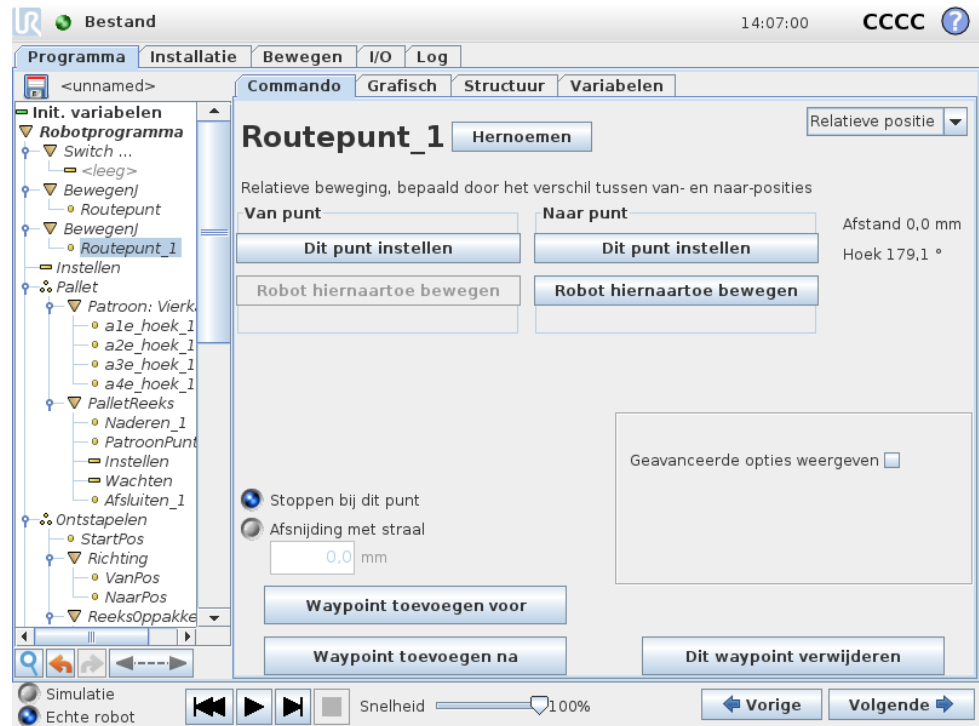 UR Bestand 14:07:00 CCCC ?
Programma Installatie Bewegen I/O Log
<unnamed>
Commando Grafisch Structuur Variabelen
Init. variabelen
Robotprogramma
Switch ...
<leeg>
BewegenJ
Routepunt
BewegenJ
Routepunt_1
Instellen
Pallet
Patroon: Vierka
a1e_hoek_1
a2e_hoek_1
a3e_hoek_1
a4e_hoek_1
PalletReeks
Naderen_1
PatroonPunt
Instellen
Wachten
Afsluiten_1
Ontstapelen
StartPos
Richting
VanPos
NaarPos
ReeksOppakke
Routepunt_1 Hernoemen
Relatieve positie
Relatieve beweging, bepaald door het verschil tussen van- en naar-posities
Van punt Naar punt
Dit punt instellen Dit punt instellen
Robot hiernaartoe bewegen Robot hiernaartoe bewegen
Afstand 0,0 mm
Hoek 179,1 °
Geavanceerde opties weergeven
Stoppen bij dit punt
Afsnijding met straal
0,0 mm
Waypoint toevoegen voor
Waypoint toevoegen na Dit waypoint verwijderen
Simulatie
Echte robot
Snelheid 100%
Vorige Volgende